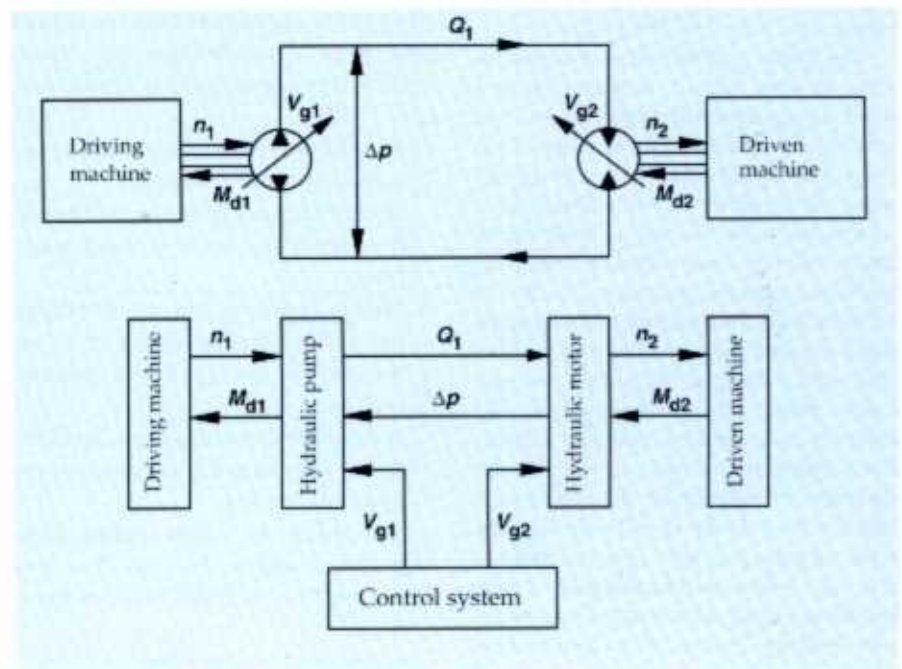 Q1
Vg1
Vg2
n1
n2
Driving
machine
Δp
Driven
machine
Md1
Md2
Driving machine
n1
Md1
Hydraulic pump
Q1
Δp
Hydraulic motor
n2
Md2
Driven machine
Vg1
Vg2
Control system